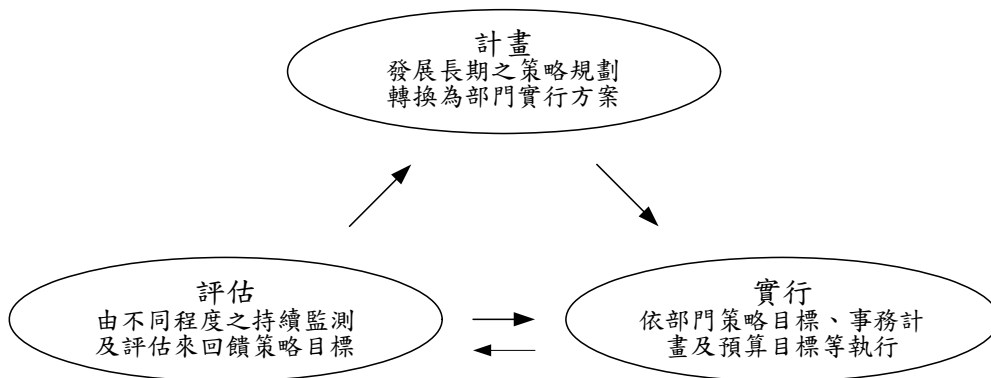 計畫
發展長期之策略規劃
轉換為部門實行方案
評估
由不同程度之持續監測
及評估來回饋策略目標
實行
依部門策略目標、事務計
畫及預算目標等執行